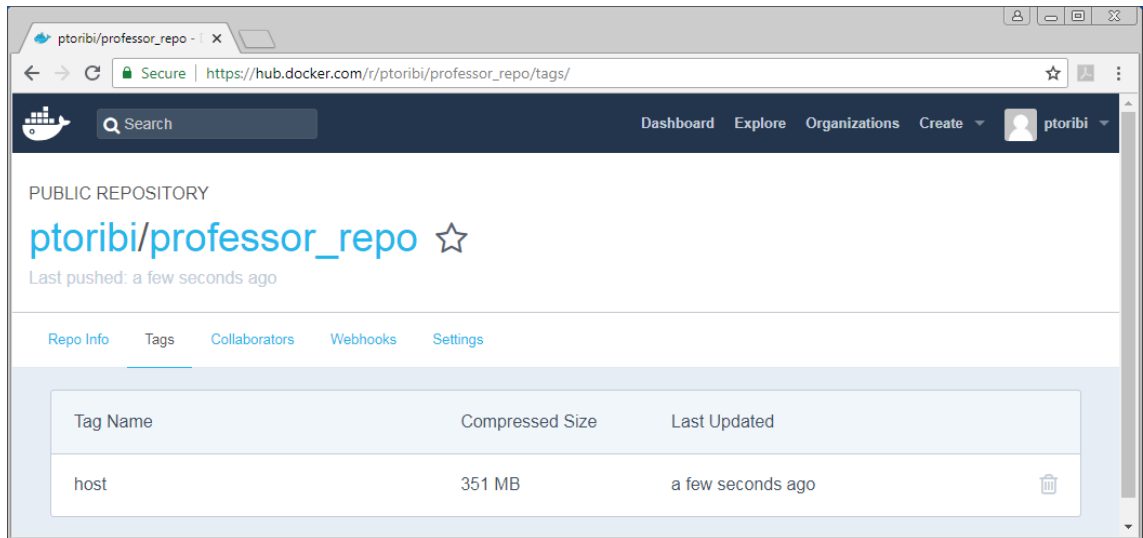 ptoribi/professor_repo -
Secure https://hub.docker.com/r/ptoribi/professor_repo/tags/
Search Dashboard Explore Organizations Create ptoribi
PUBLIC REPOSITORY
ptoribi/professor_repo
Last pushed: a few seconds ago
Repo Info Tags Collaborators Webhooks Settings
Tag Name Compressed Size Last Updated
host 351 MB a few seconds ago